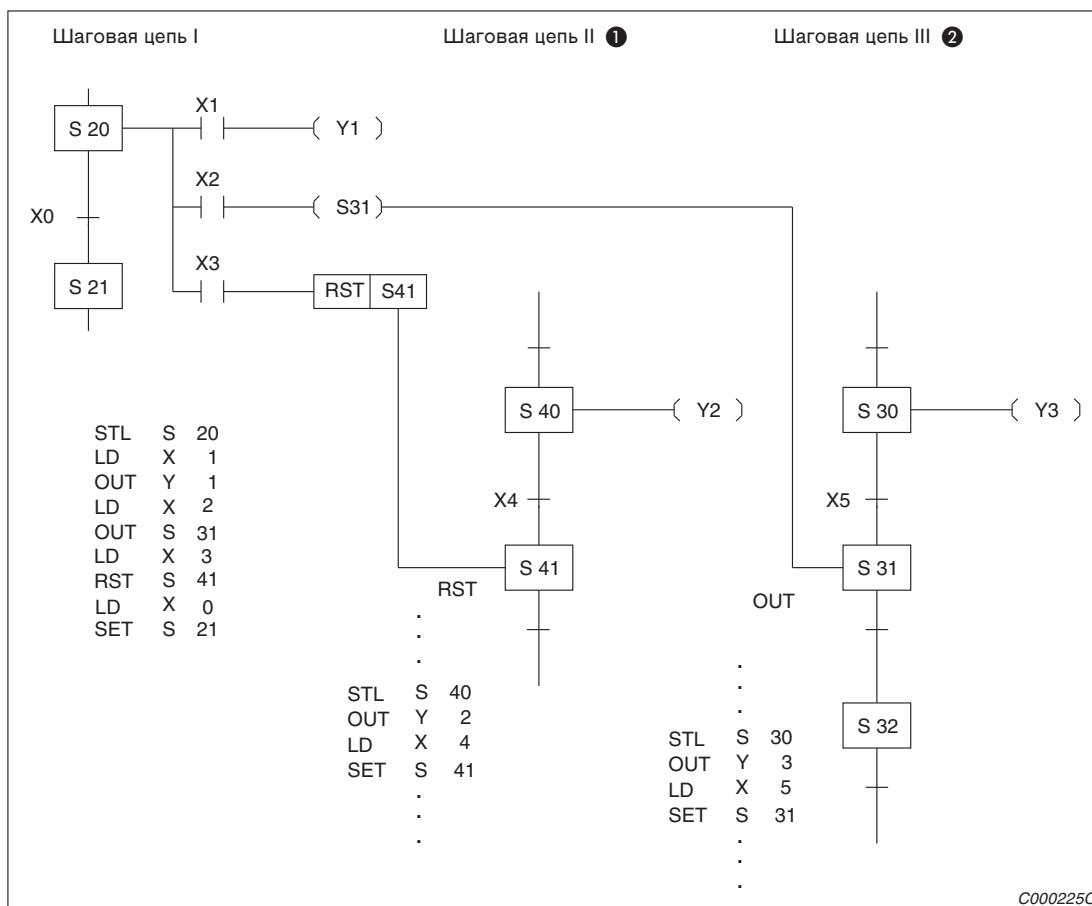 Шаговая цепь I
Шаговая цепь II ❶
Шаговая цепь III ❷
X1
S 20
Y1
X2
X0
S31
X3
S 21
RST S41
S 40
Y2
S 30
Y3
X4
X5
S 41
S 31
RST
OUT
S 32
STL S 20
LD X 1
OUT Y 1
LD X 2
OUT S 31
LD X 3
RST S 41
LD X 0
SET S 21
STL S 40
OUT Y 2
LD X 4
SET S 41
STL S 30
OUT Y 3
LD X 5
SET S 31
C000225C